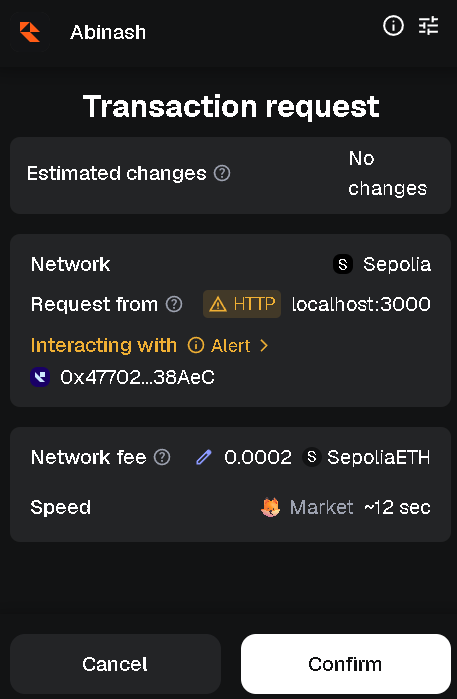 Abinash
Transaction request
Estimated changes
No
changes
Network
S Sepolia
Request from HTTP localhost:3000
Interacting with Alert >
0x47702...38AeC
Network fee 0.0002 S SepoliaETH
Speed Market ~12 sec
Cancel
Confirm